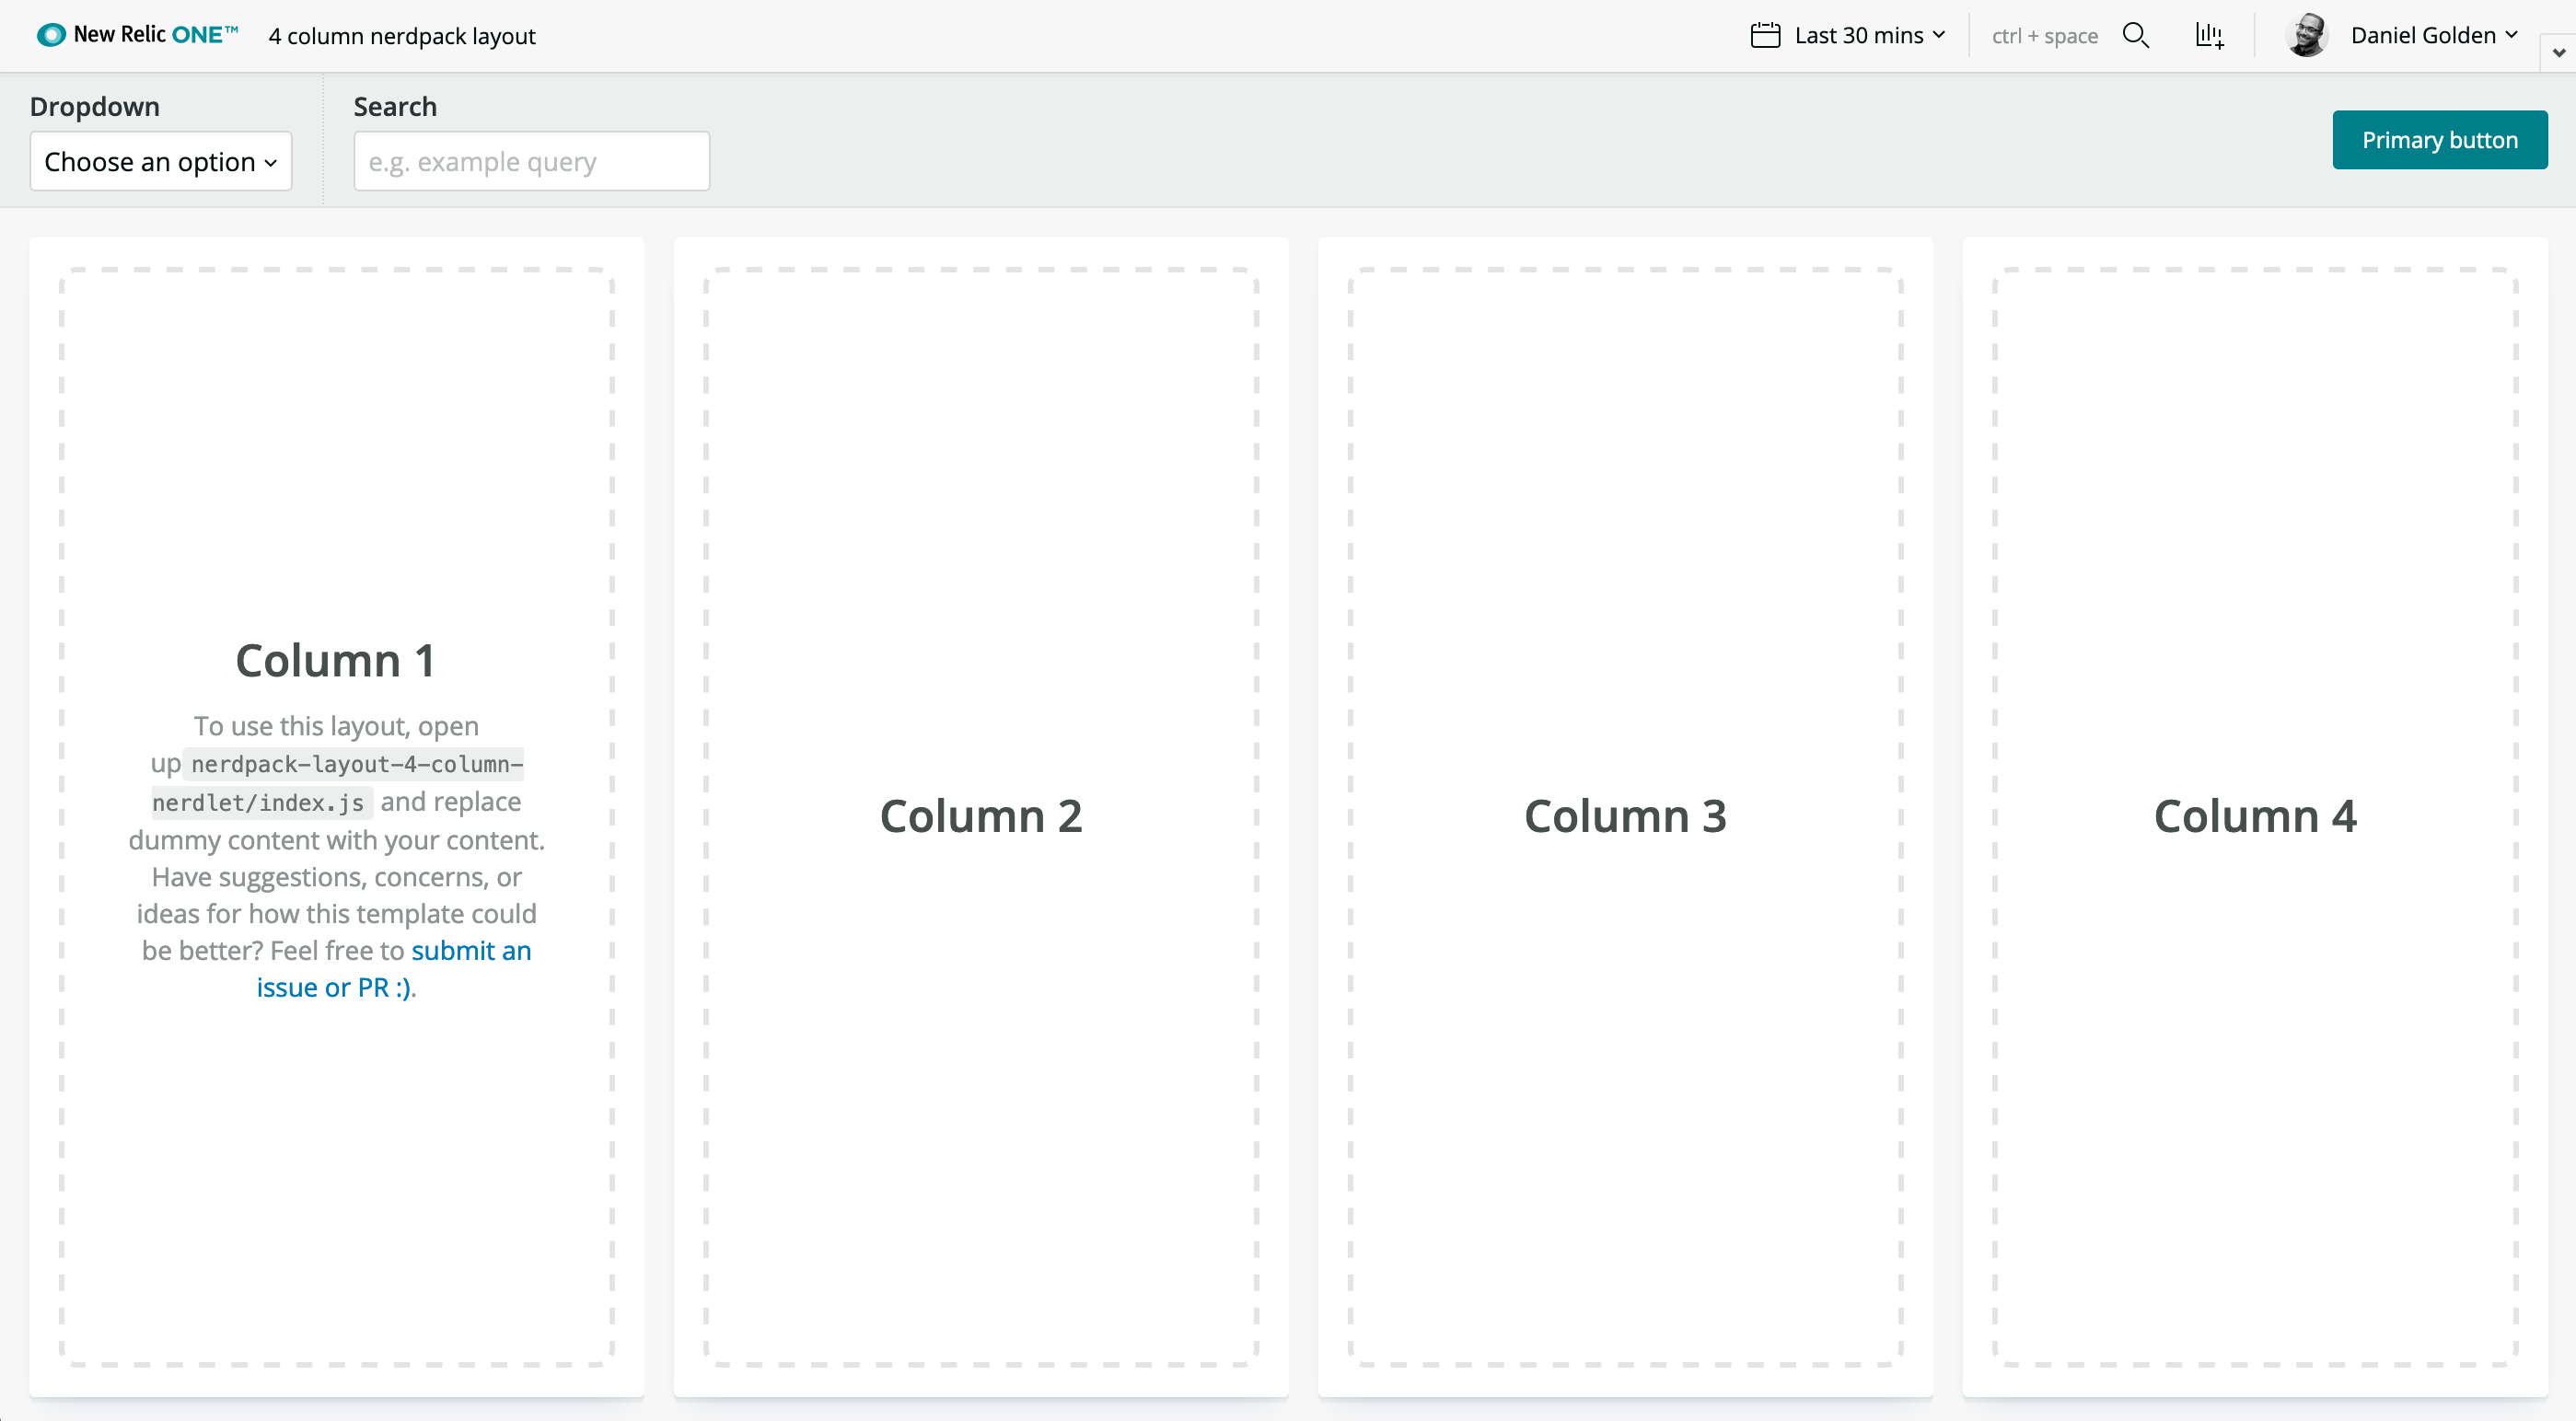 New Relic ONE™ 4 column nerdpack layout Last 30 mins ctrl + space Daniel Golden
Dropdown Search
Choose an option e.g. example query Primary button
Column 1
To use this layout, open
up nerdpack-layout-4-column-
nerdlet/index.js and replace
dummy content with your content.
Have suggestions, concerns, or
ideas for how this template could
be better? Feel free to submit an
issue or PR :).
Column 2
Column 3
Column 4